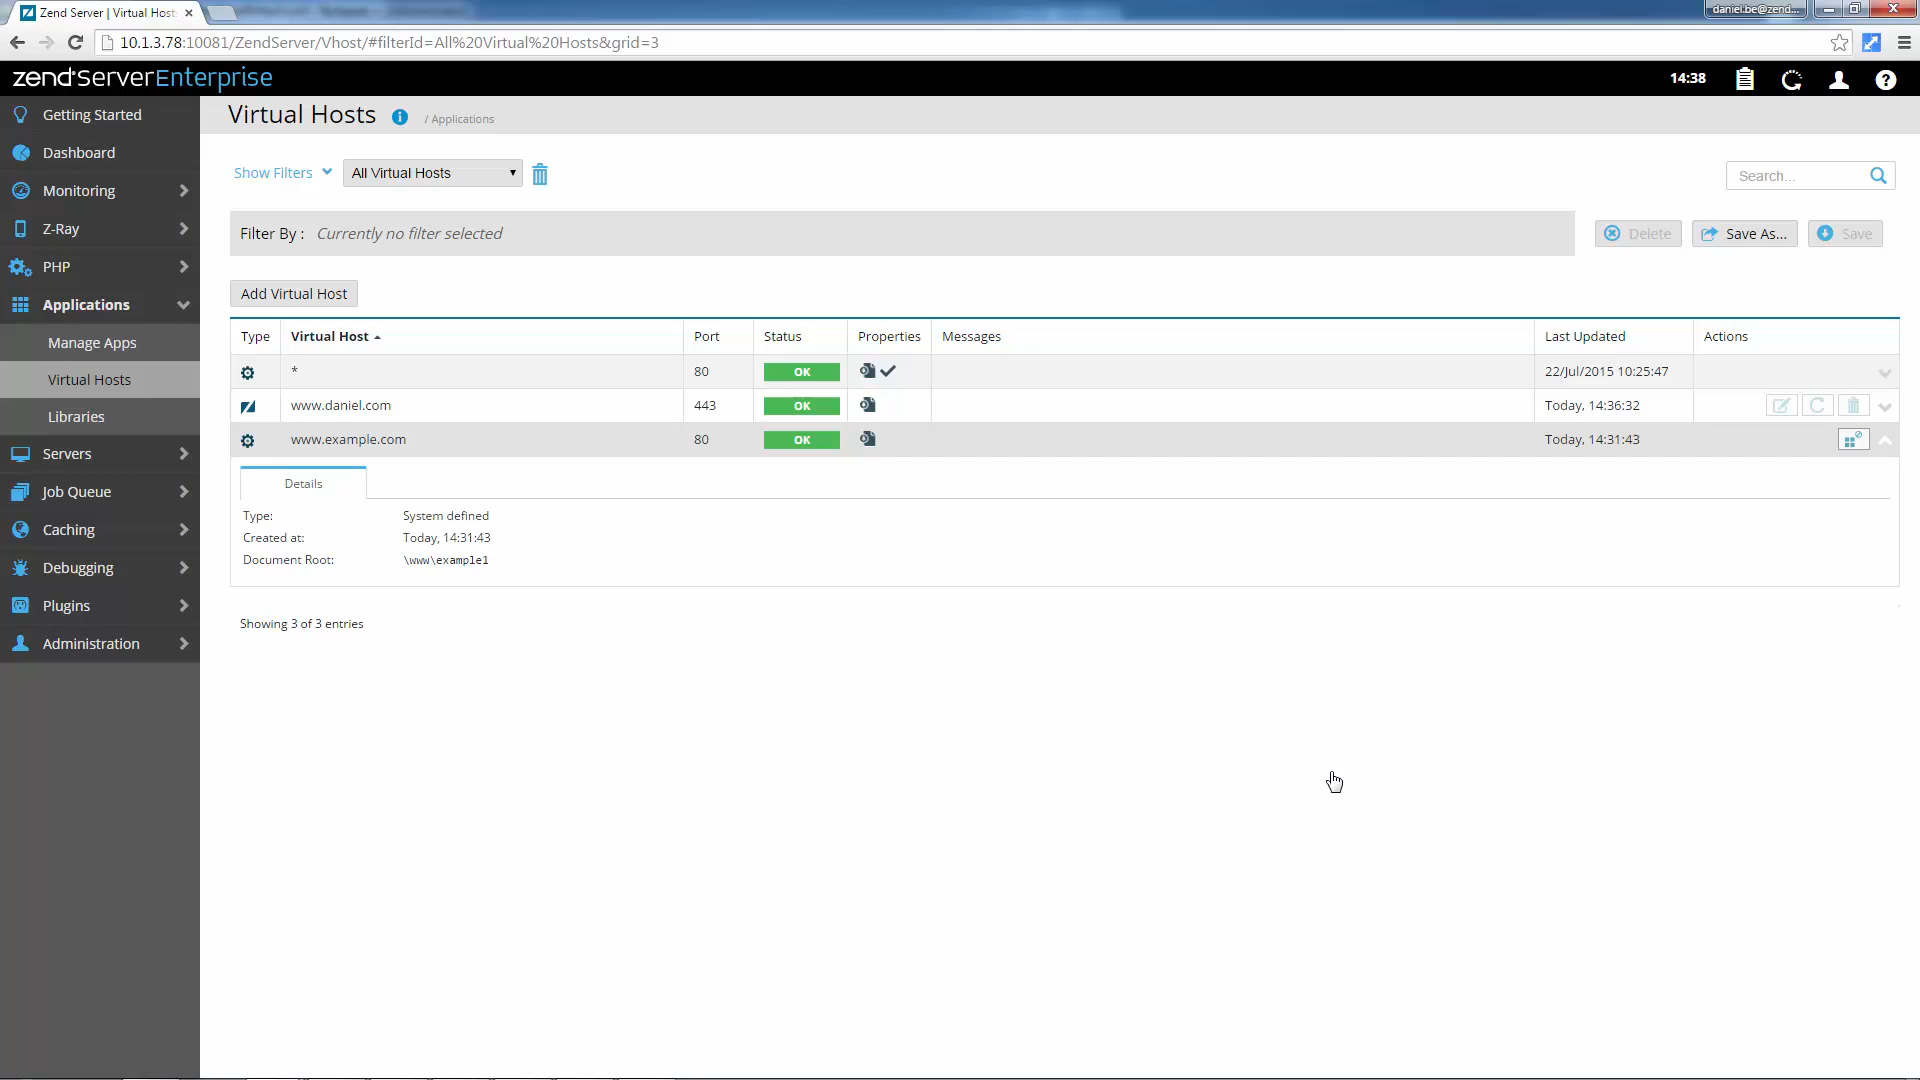 Zend Server | Virtual Host
daniel.be@zend...
10.1.3.78:10081/ZendServer/Vhost/#filterId=All%20Virtual%20Hosts&grid=3
zend Server Enterprise
14:38
Getting Started
Dashboard
Monitoring
Z-Ray
PHP
Applications
Manage Apps
Virtual Hosts
Libraries
Servers
Job Queue
Caching
Debugging
Plugins
Administration
Virtual Hosts / Applications
Show Filters All Virtual Hosts
Search...
Filter By : Currently no filter selected
Delete Save As... Save
Add Virtual Host
Type Virtual Host Port Status Properties Messages Last Updated Actions
* 80 OK 22/Jul/2015 10:25:47
www.daniel.com 443 OK Today, 14:36:32
www.example.com 80 OK Today, 14:31:43
Details
Type: System defined
Created at: Today, 14:31:43
Document Root: \www\example1
Showing 3 of 3 entries